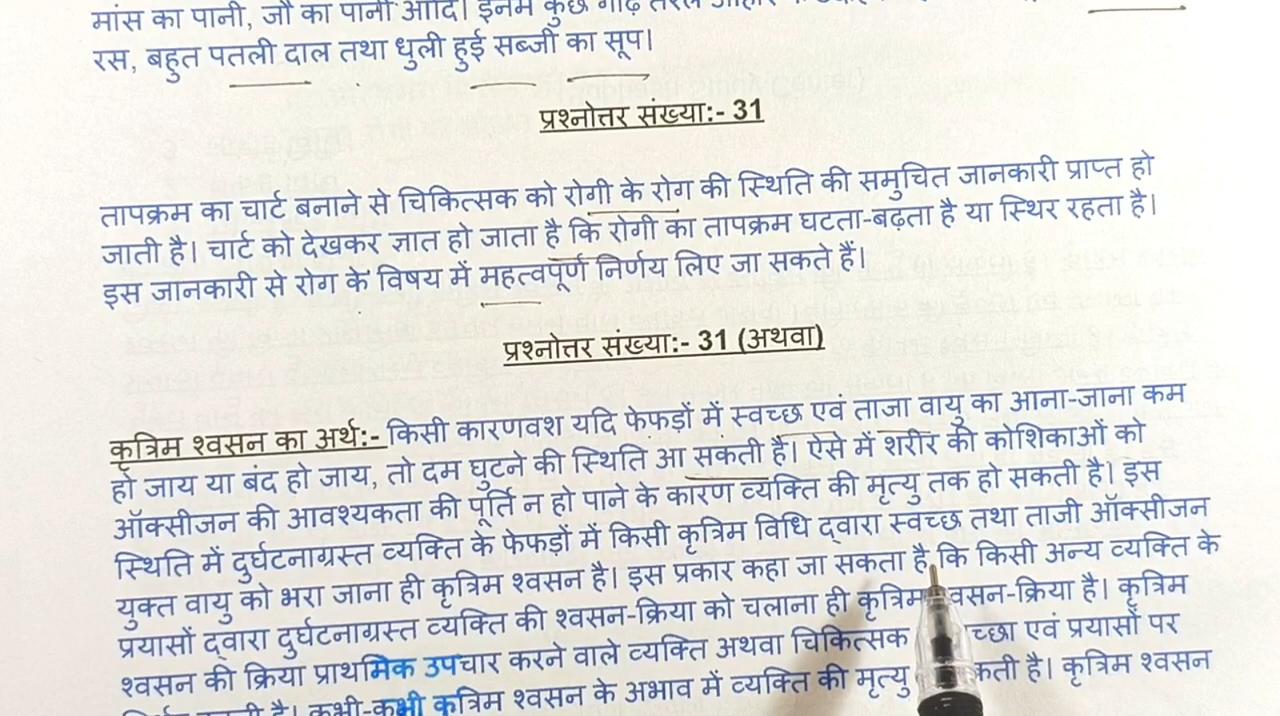 मांस का पानी, जौ का पानी आदि। इनमें कुछ गाढ़े तरल आहार
रस, बहुत पतली दाल तथा धुली हुई सब्जी का सूप।
प्रश्नोत्तर संख्या:- 31
तापक्रम का चार्ट बनाने से चिकित्सक को रोगी के रोग की स्थिति की समुचित जानकारी प्राप्त हो
जाती है। चार्ट को देखकर ज्ञात हो जाता है कि रोगी का तापक्रम घटता-बढ़ता है या स्थिर रहता है।
इस जानकारी से रोग के विषय में महत्वपूर्ण निर्णय लिए जा सकते हैं।
प्रश्नोत्तर संख्या:- 31 (अथवा)
कृत्रिम श्वसन का अर्थ:- किसी कारणवश यदि फेफड़ों में स्वच्छ एवं ताजा वायु का आना-जाना कम
हो जाय या बंद हो जाय, तो दम घुटने की स्थिति आ सकती है। ऐसे में शरीर की कोशिकाओं को
ऑक्सीजन की आवश्यकता की पूर्ति न हो पाने के कारण व्यक्ति की मृत्यु तक हो सकती है। इस
स्थिति में दुर्घटनाग्रस्त व्यक्ति के फेफड़ों में किसी कृत्रिम विधि द्वारा स्वच्छ तथा ताजी ऑक्सीजन
युक्त वायु को भरा जाना ही कृत्रिम श्वसन है। इस प्रकार कहा जा सकता है कि किसी अन्य व्यक्ति के
प्रयासों द्वारा दुर्घटनाग्रस्त व्यक्ति की श्वसन-क्रिया को चलाना ही कृत्रिम श्वसन-क्रिया है। कृत्रिम
श्वसन की क्रिया प्राथमिक उपचार करने वाले व्यक्ति अथवा चिकित्सक च्छा एवं प्रयासों पर
है। कभी-कभी कृत्रिम श्वसन के अभाव में व्यक्ति की मृत्यु कती है। कृत्रिम श्वसन